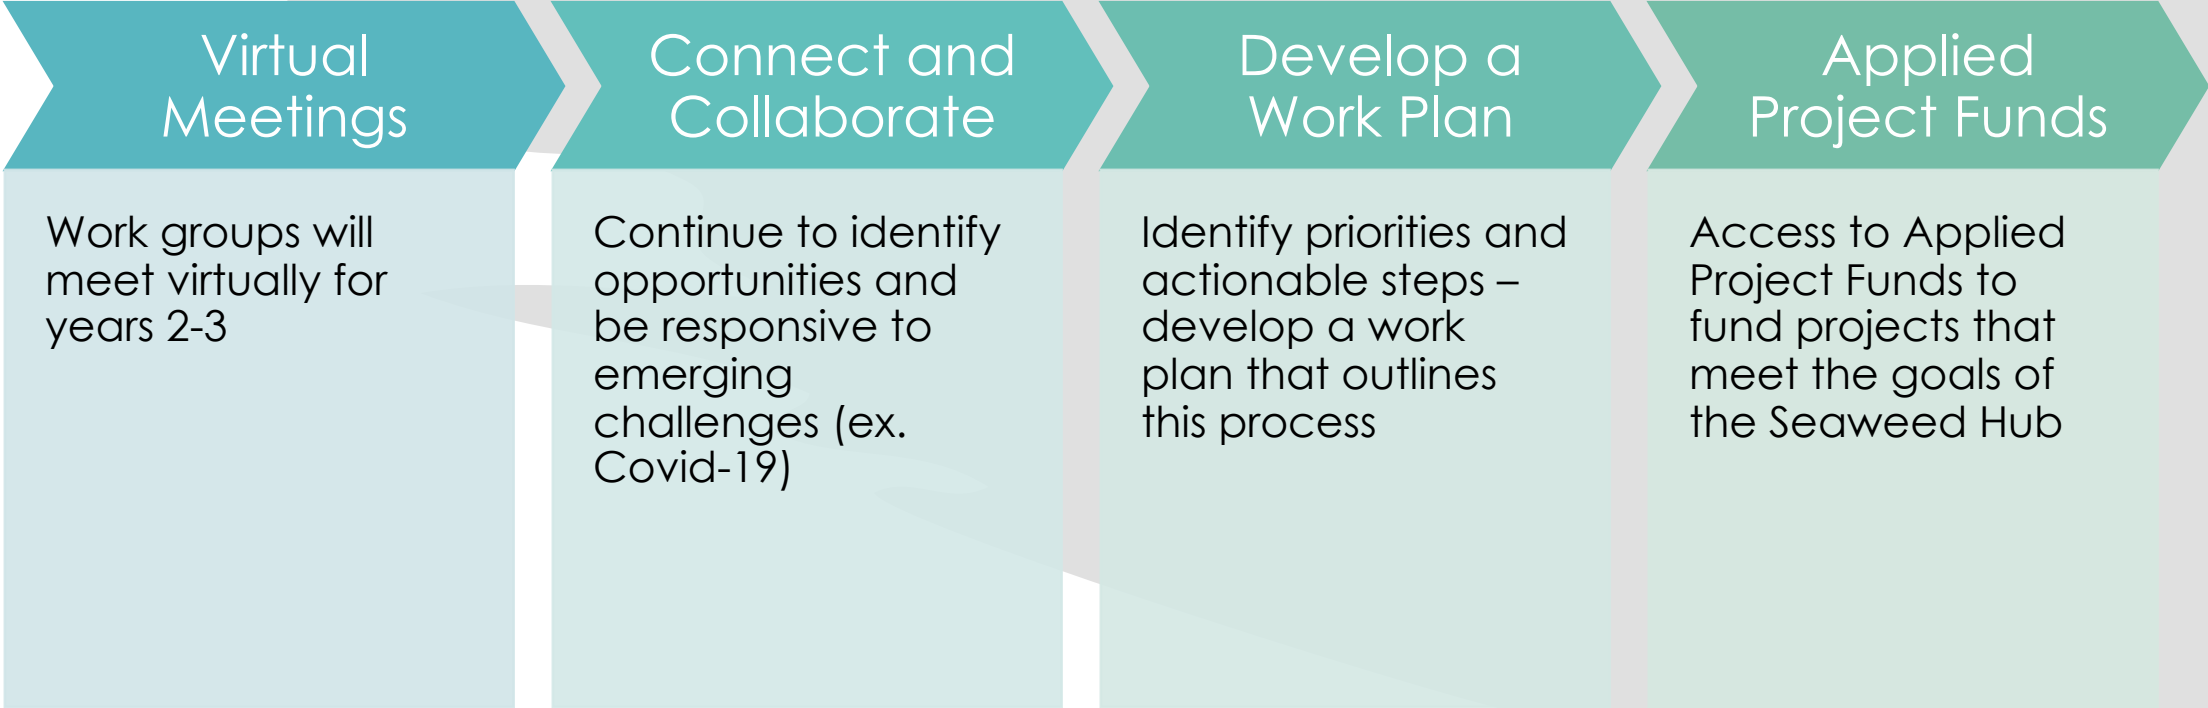 Virtual
Meetings
Work groups will
meet virtually for
years 2-3
Connect and
Collaborate
Continue to identify
opportunities and
be responsive to
emerging
challenges (ex.
Covid-19)
Develop a
Work Plan
Identify priorities and
actionable steps –
develop a work
plan that outlines
this process
Applied
Project Funds
Access to Applied
Project Funds to
fund projects that
meet the goals of
the Seaweed Hub